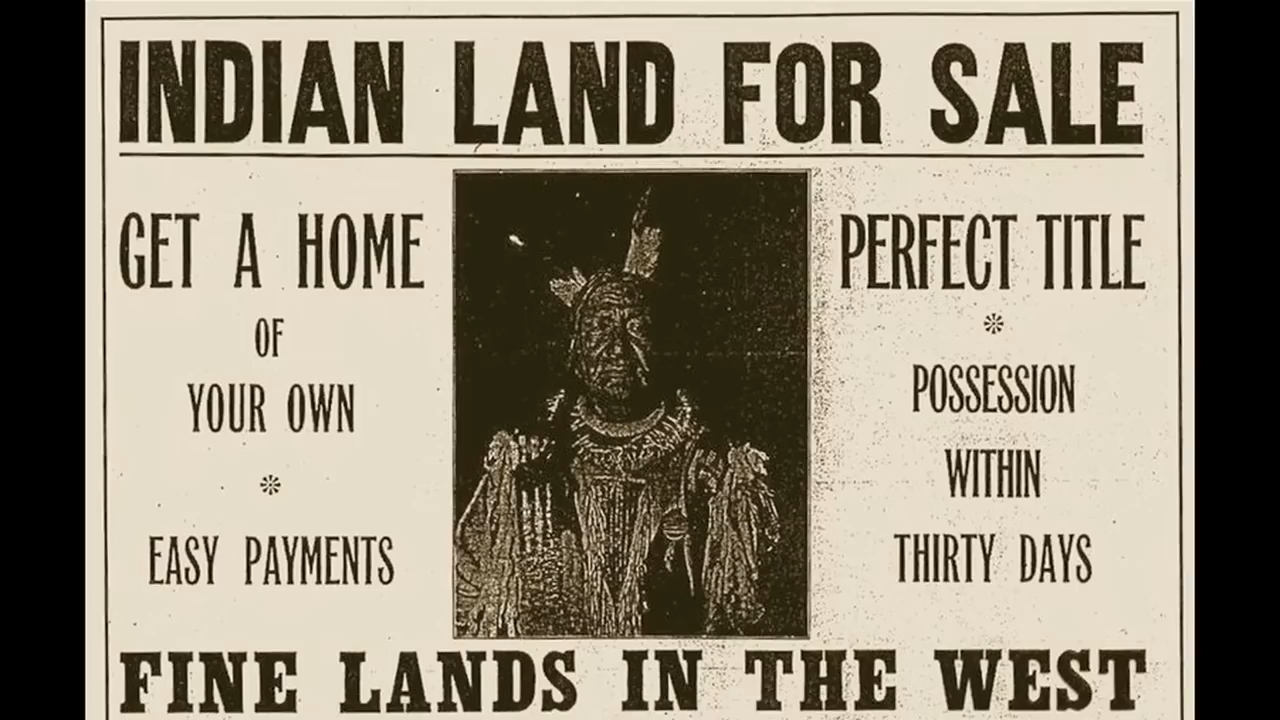 INDIAN LAND FOR SALE
GET A HOME
OF
YOUR OWN
EASY PAYMENTS
PERFECT TITLE
POSSESSION
WITHIN
THIRTY DAYS
FINE LANDS IN THE WEST